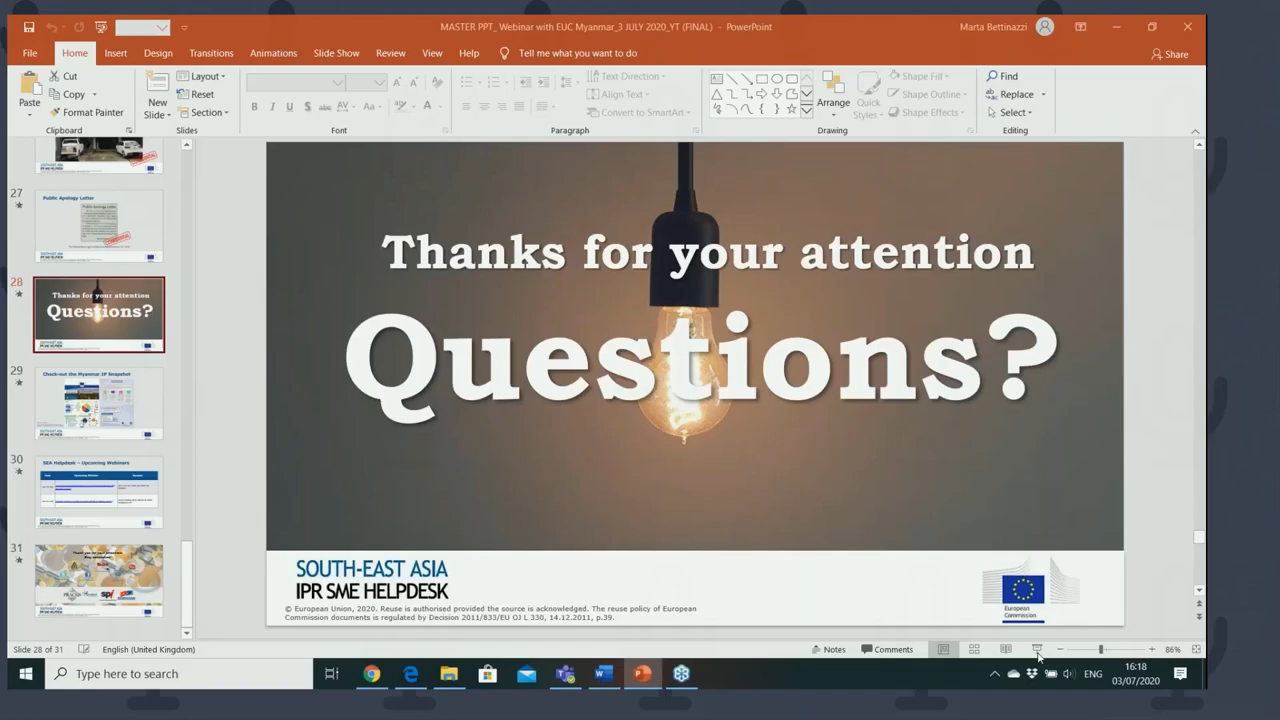 MASTER PPT_ Webinar with EUC Myanmar_3 JULY 2020_YT (FINAL) - PowerPoint
Marta Bettinazzi
File Home Insert Design Transitions Animations Slide Show Review View Help Tell me what you want to do
Share
Paste
Cut
Copy
Format Painter
Clipboard
New
Slide
Layout
Reset
Section
Slides
B I U S abc AV Aa A
Font
Text Direction
Align Text
Convert to SmartArt
Paragraph
Arrange
Quick
Styles
Shape Fill
Shape Outline
Shape Effects
Drawing
Find
Replace
Select
Editing
27
Public Apology Letter
28
Thanks for your attention
Questions?
29
Check-out the Myanmar IP Snapshot
30
SEA Helpdesk – Upcoming Webinars
31
Thanks for your attention
Questions?
SOUTH-EAST ASIA
IPR SME HELPDESK
© European Union, 2020. Reuse is authorised provided the source is acknowledged. The reuse policy of European
Commission documents is regulated by Decision 2011/833/EU OJ L 330, 14.12.2011, p.39.
European
Commission
Slide 28 of 31
English (United Kingdom)
Notes
Comments
86%
Type here to search
ENG
16:18
03/07/2020